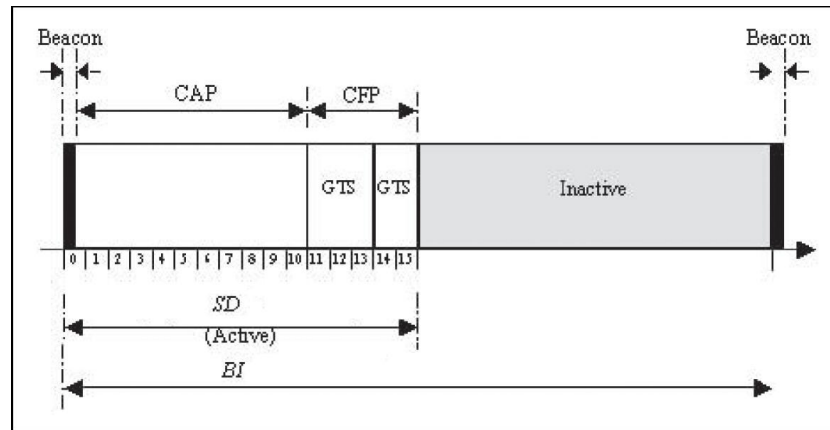 Beacon Beacon
CAP CFP
GTS GTS Inactive
0 1 2 3 4 5 6 7 8 9 10 11 12 13 14 15
SD
(Active)
BI